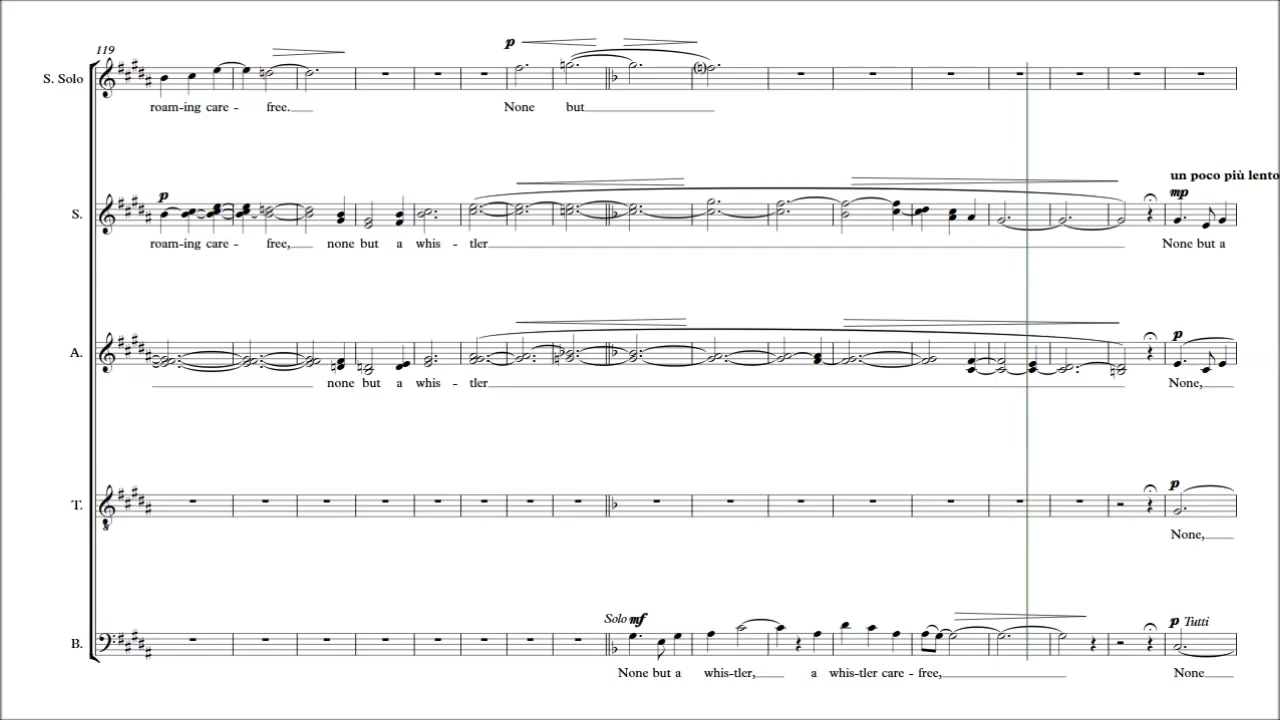 119
S. Solo
p
roam-ing care - free.
None but
un poco più lento
p
mp
S.
roam-ing care - free, none but a whis - tler
None but a
p
A.
none but a whis - tler
None,
p
T.
None,
Solo mf
p Tutti
B.
None but a whis-tler, a whis-tler care - free,
None